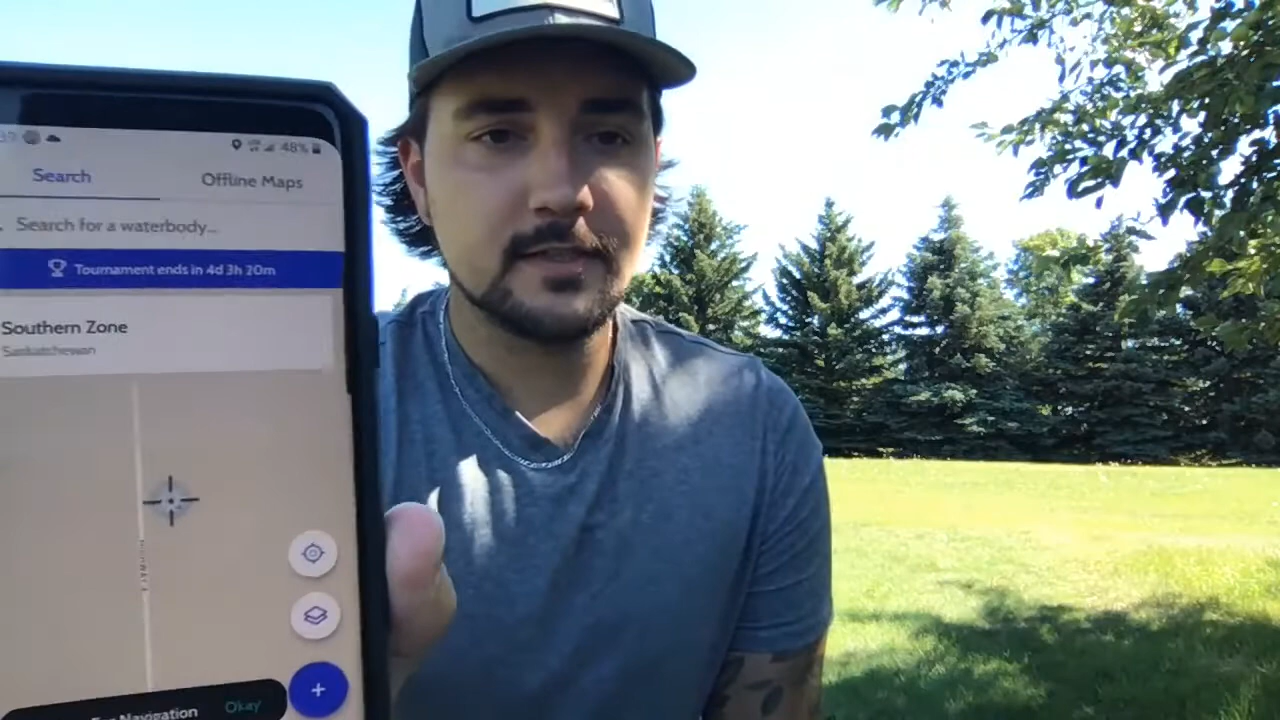 48%
Search
Offline Maps
Search for a waterbody...
Tournament ends in 4d 3h 20m
Southern Zone
Saskatchewan
Navigation
Okay